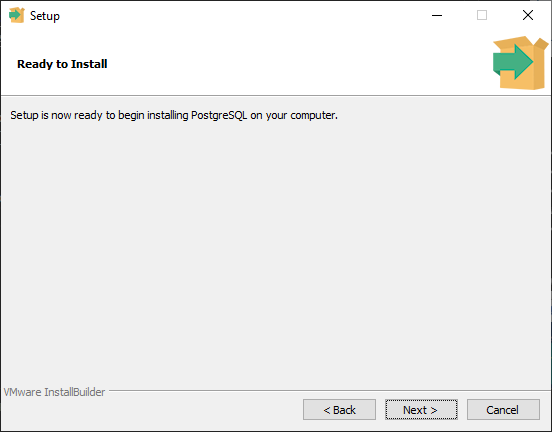 Setup
Ready to Install
Setup is now ready to begin installing PostgreSQL on your computer.
VMware InstallBuilder
< Back
Next >
Cancel